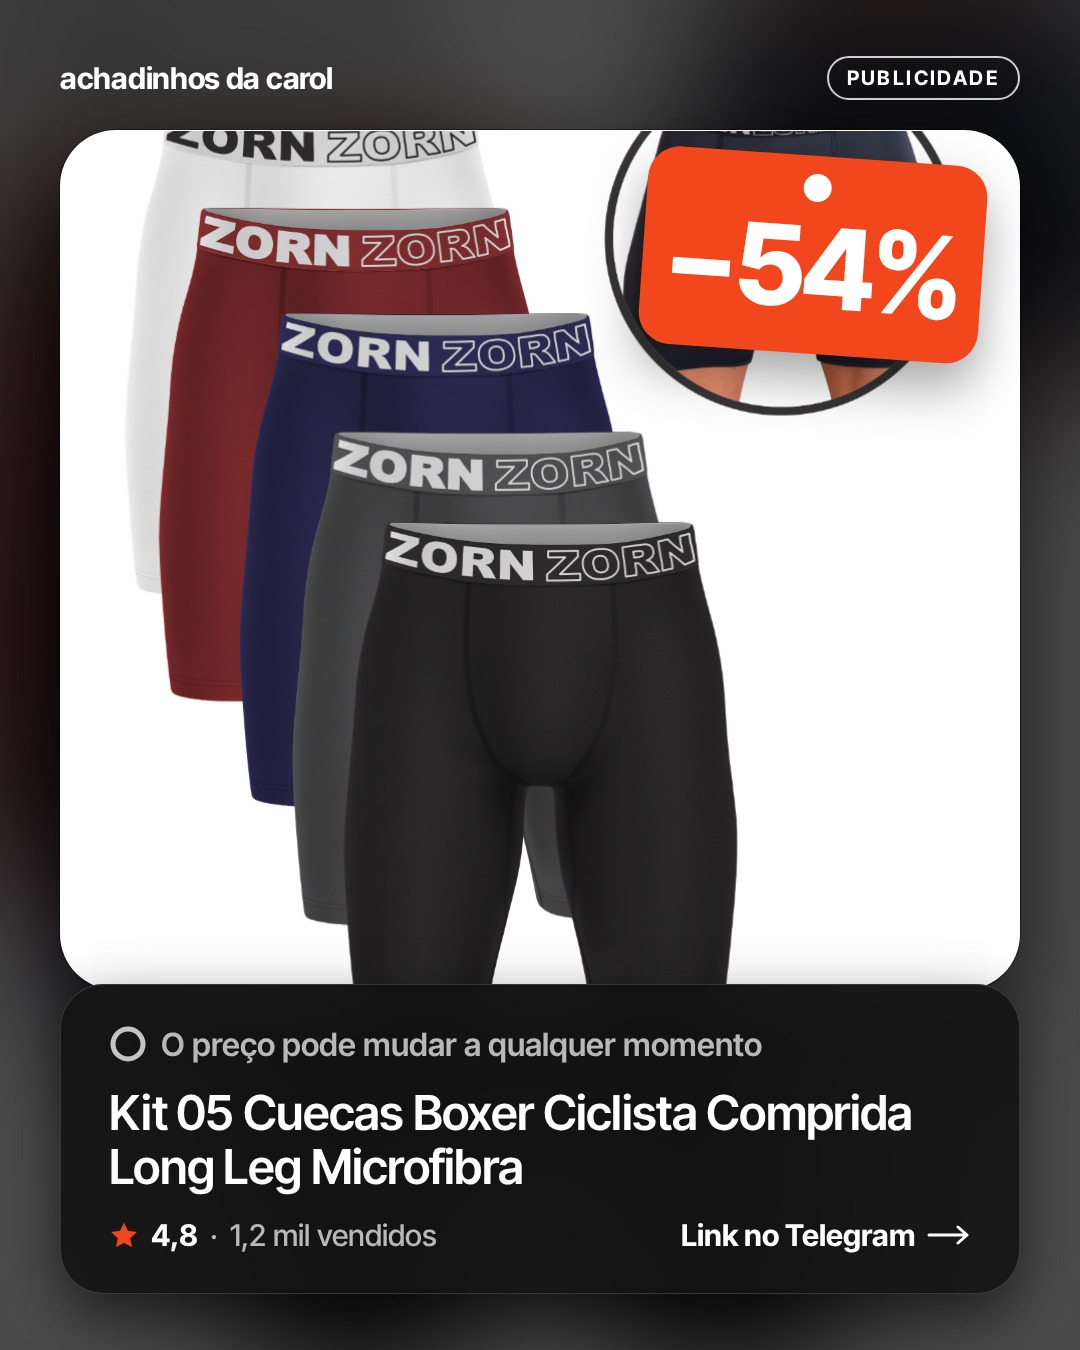 achadinhos da carol
PUBLICIDADE
ZORN ZORN
ZORN ZORN
–54%
ZORN ZORN
ZORN ZORN
ZORN ZORN
O preço pode mudar a qualquer momento
Kit 05 Cuecas Boxer Ciclista Comprida
Long Leg Microfibra
4,8 · 1,2 mil vendidos
Link no Telegram →